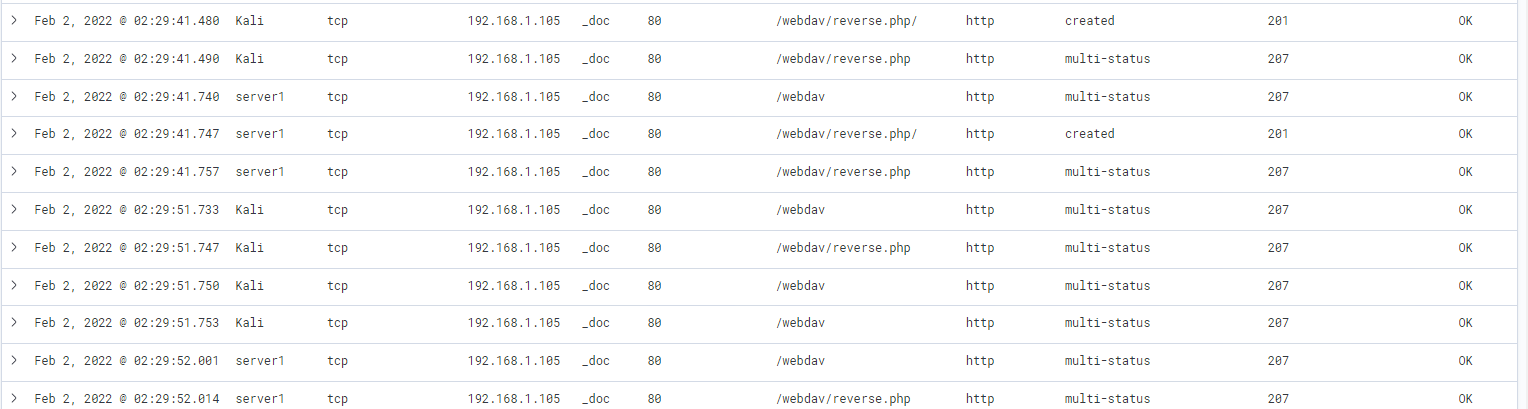 Feb 2, 2022 @ 02:29:41.480 Kali tcp 192.168.1.105 _doc 80 /webdav/reverse.php/ http created 201 OK
Feb 2, 2022 @ 02:29:41.490 Kali tcp 192.168.1.105 _doc 80 /webdav/reverse.php http multi-status 207 OK
Feb 2, 2022 @ 02:29:41.740 server1 tcp 192.168.1.105 _doc 80 /webdav http multi-status 207 OK
Feb 2, 2022 @ 02:29:41.747 server1 tcp 192.168.1.105 _doc 80 /webdav/reverse.php/ http created 201 OK
Feb 2, 2022 @ 02:29:41.757 server1 tcp 192.168.1.105 _doc 80 /webdav/reverse.php http multi-status 207 OK
Feb 2, 2022 @ 02:29:51.733 Kali tcp 192.168.1.105 _doc 80 /webdav http multi-status 207 OK
Feb 2, 2022 @ 02:29:51.747 Kali tcp 192.168.1.105 _doc 80 /webdav/reverse.php http multi-status 207 OK
Feb 2, 2022 @ 02:29:51.750 Kali tcp 192.168.1.105 _doc 80 /webdav http multi-status 207 OK
Feb 2, 2022 @ 02:29:51.753 Kali tcp 192.168.1.105 _doc 80 /webdav http multi-status 207 OK
Feb 2, 2022 @ 02:29:52.001 server1 tcp 192.168.1.105 _doc 80 /webdav http multi-status 207 OK
Feb 2, 2022 @ 02:29:52.014 server1 tcp 192.168.1.105 _doc 80 /webdav/reverse.php http multi-status 207 OK